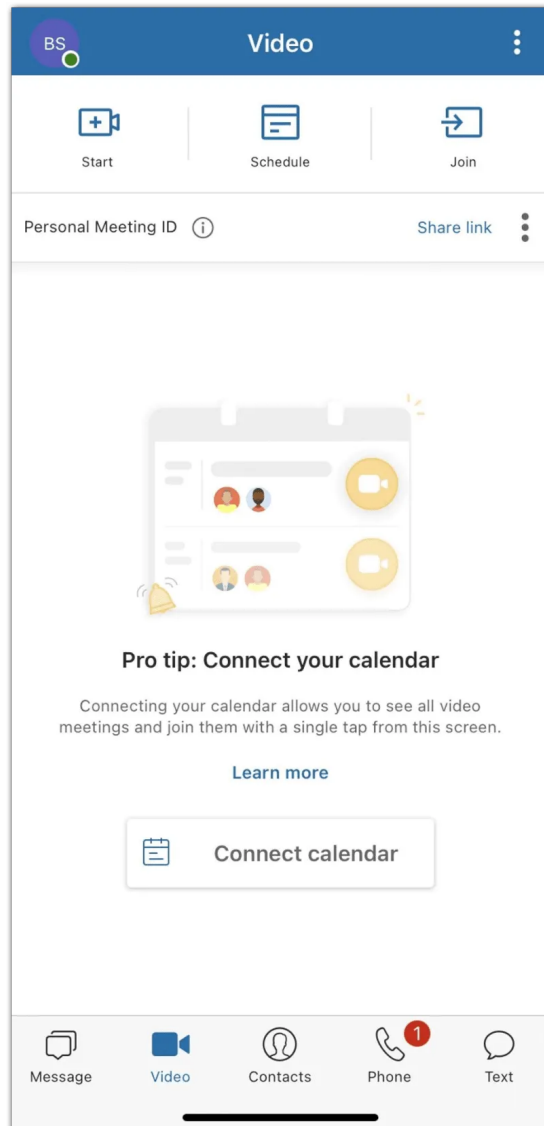 BS
Video
Start
Schedule
Join
Personal Meeting ID
Share link
Pro tip: Connect your calendar
Connecting your calendar allows you to see all video
meetings and join them with a single tap from this screen.
Learn more
Connect calendar
1
Message
Video
Contacts
Phone
Text